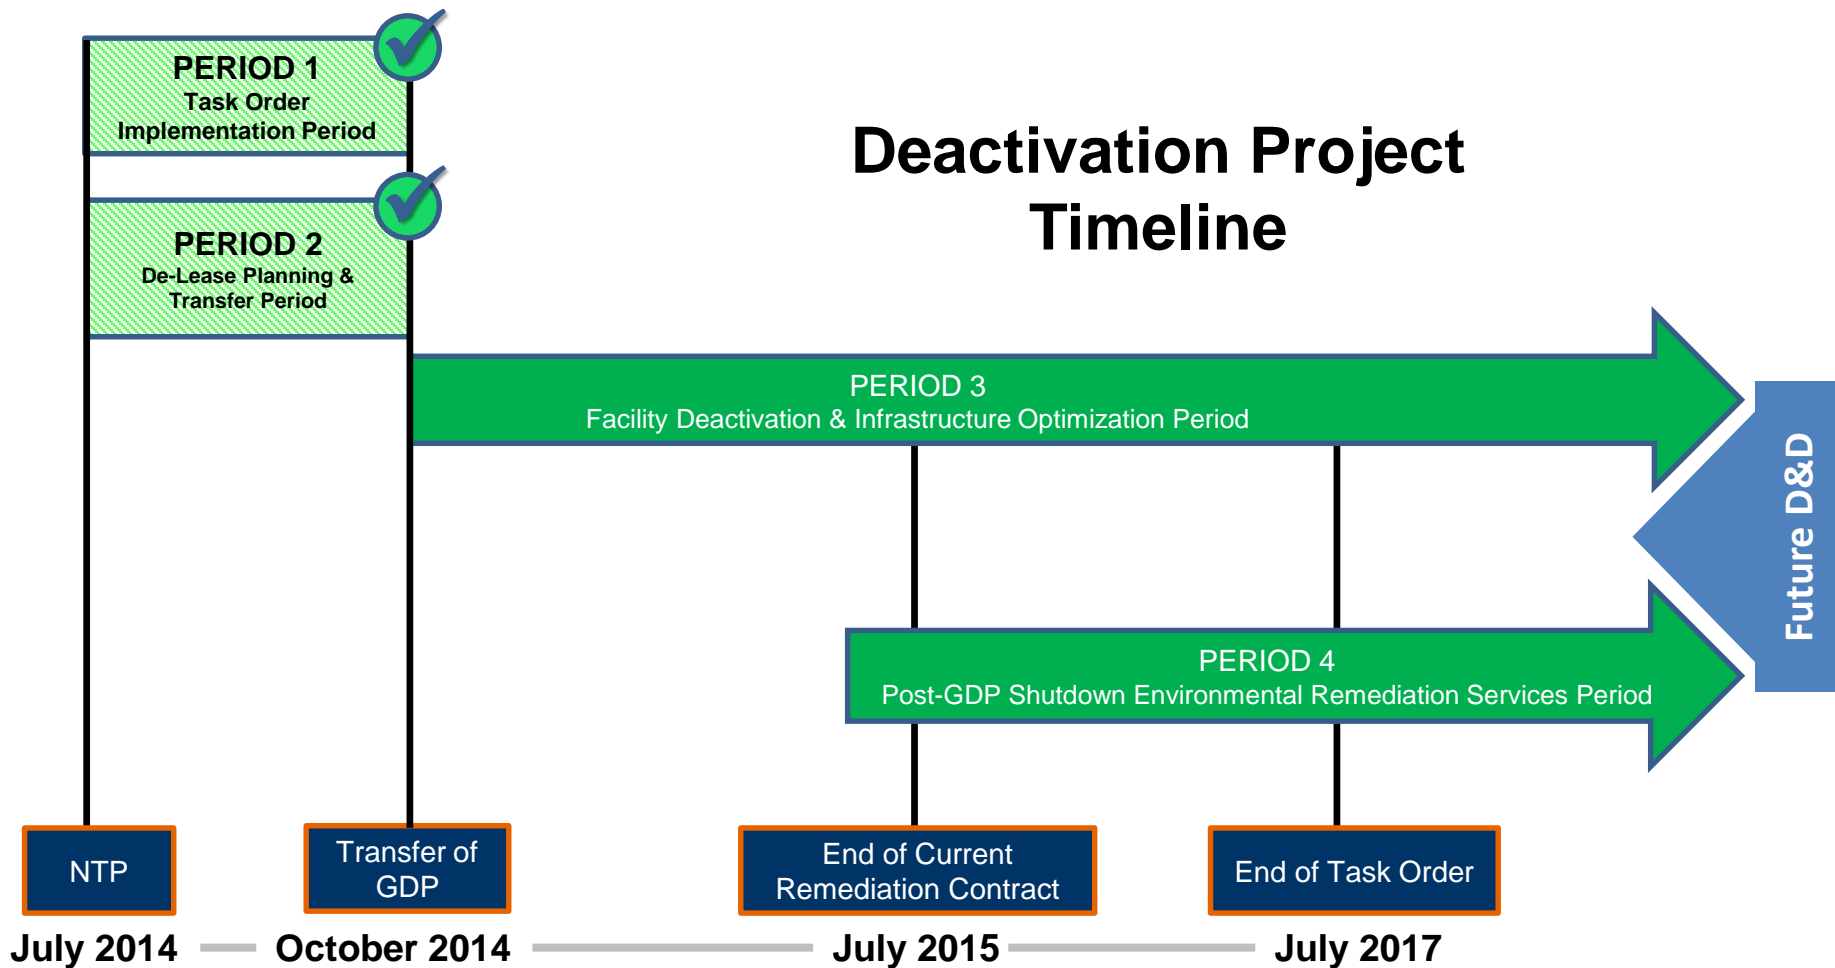 PERIOD 1
Task Order
Implementation Period
PERIOD 2
De-Lease Planning &
Transfer Period
Deactivation Project
Timeline
PERIOD 3
Facility Deactivation & Infrastructure Optimization Period
Future D&D
PERIOD 4
Post-GDP Shutdown Environmental Remediation Services Period
NTP
Transfer of
GDP
End of Current
Remediation Contract
End of Task Order
July 2014
October 2014
July 2015
July 2017